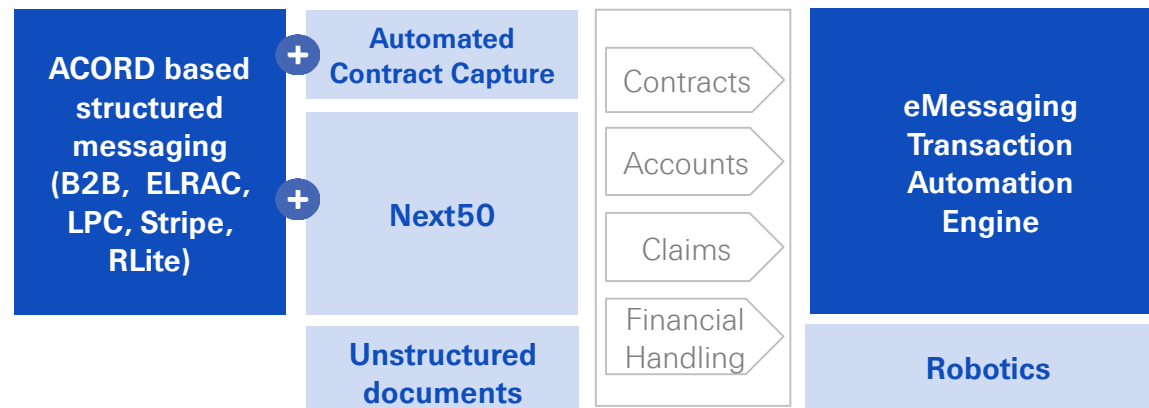 ACORD based
structured
messaging
(B2B, ELRAC,
LPC, Stripe,
RLite)
+
Automated
Contract Capture
+
Next50
Unstructured
documents
Contracts
Accounts
Claims
Financial
Handling
eMessaging
Transaction
Automation
Engine
Robotics